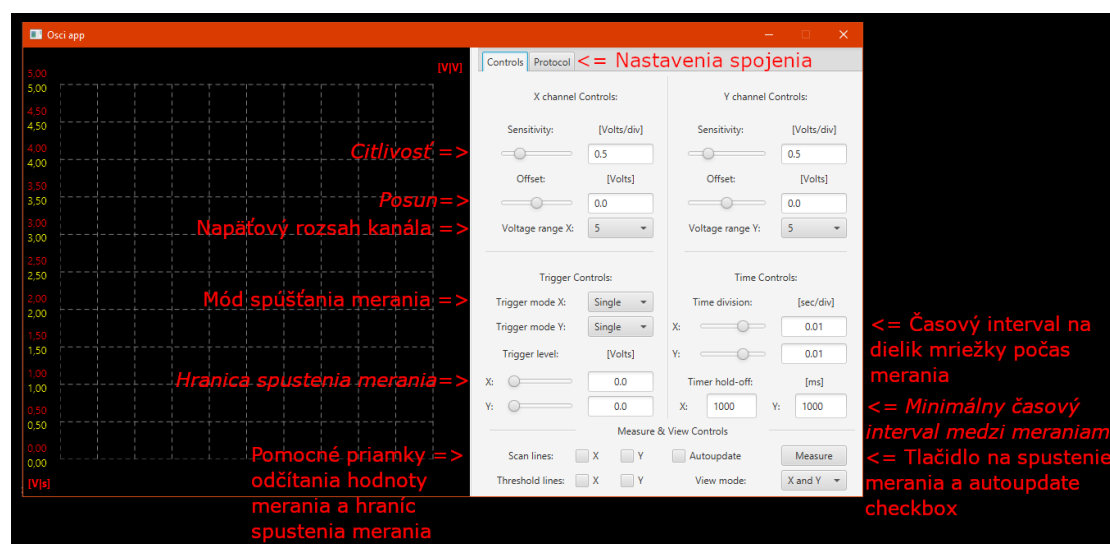 Osci app
[V|V]
5,00
5,00
4,50
4,50
4,00
4,00
3,50
3,50
3,00
3,00
2,50
2,50
2,00
2,00
1,50
1,50
1,00
1,00
0,50
0,50
0,00
0,00
[V|s]
Citlivosť =>
Posun=>
Napäťový rozsah kanála =>
Mód spúšťania merania =>
Hranica spustenia merania=>
Pomocné priamky =>
odčítania hodnoty
merania a hraníc
spustenia merania
Controls Protocol <= Nastavenia spojenia
X channel Controls: Y channel Controls:
Sensitivity: [Volts/div] Sensitivity: [Volts/div]
0.5 0.5
Offset: [Volts] Offset: [Volts]
0.0 0.0
Voltage range X: 5 Voltage range Y: 5
Trigger Controls: Time Controls:
Trigger mode X: Single Time division: [sec/div]
Trigger mode Y: Single X: 0.01
Trigger level: [Volts] Y: 0.01
X: 0.0 Timer hold-off: [ms]
Y: 0.0 X: 1000 Y: 1000
Measure & View Controls
Scan lines: X Y Autoupdate Measure
Threshold lines: X Y View mode: X and Y
<= Časový interval na
dielik mriežky počas
merania
<= Minimálny časový
interval medzi meraniam
<= Tlačidlo na spustenie
merania a autoupdate
checkbox